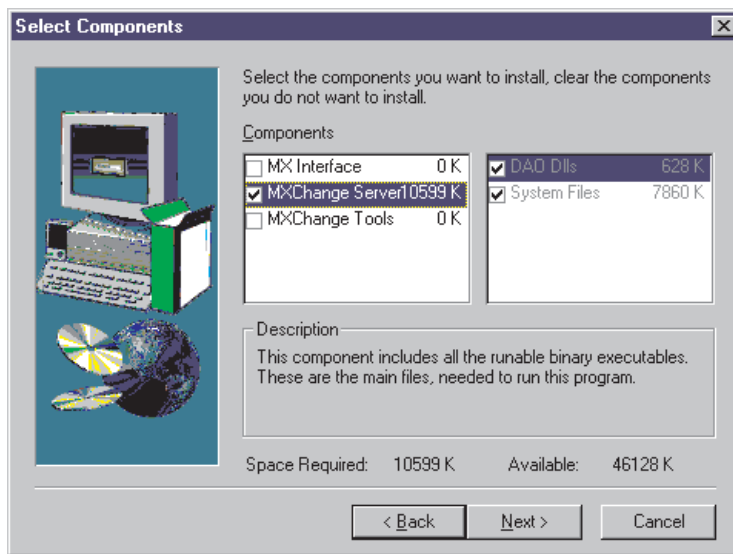 Select Components
Select the components you want to install, clear the components
you do not want to install.
Components
MX Interface 0 K
MXChange Server10599 K
MXChange Tools 0 K
DAO Dlls 628 K
System Files 7860 K
Description
This component includes all the runable binary executables.
These are the main files, needed to run this program.
Space Required: 10599 K Available: 46128 K
< Back Next > Cancel